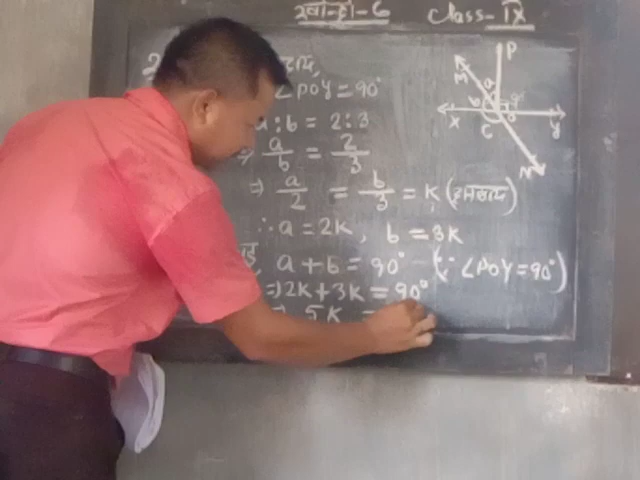 Class-IX
∠POY=90°
a:b = 2:3
⇒ a/b = 2/3
⇒ a/2 = b/3 = K
∴ a = 2K, b = 3K
a + b = 90° (∵ ∠POY = 90°)
⇒ 2K + 3K = 90°
⇒ 5K =
P
M
a
b
X
c
Y
N